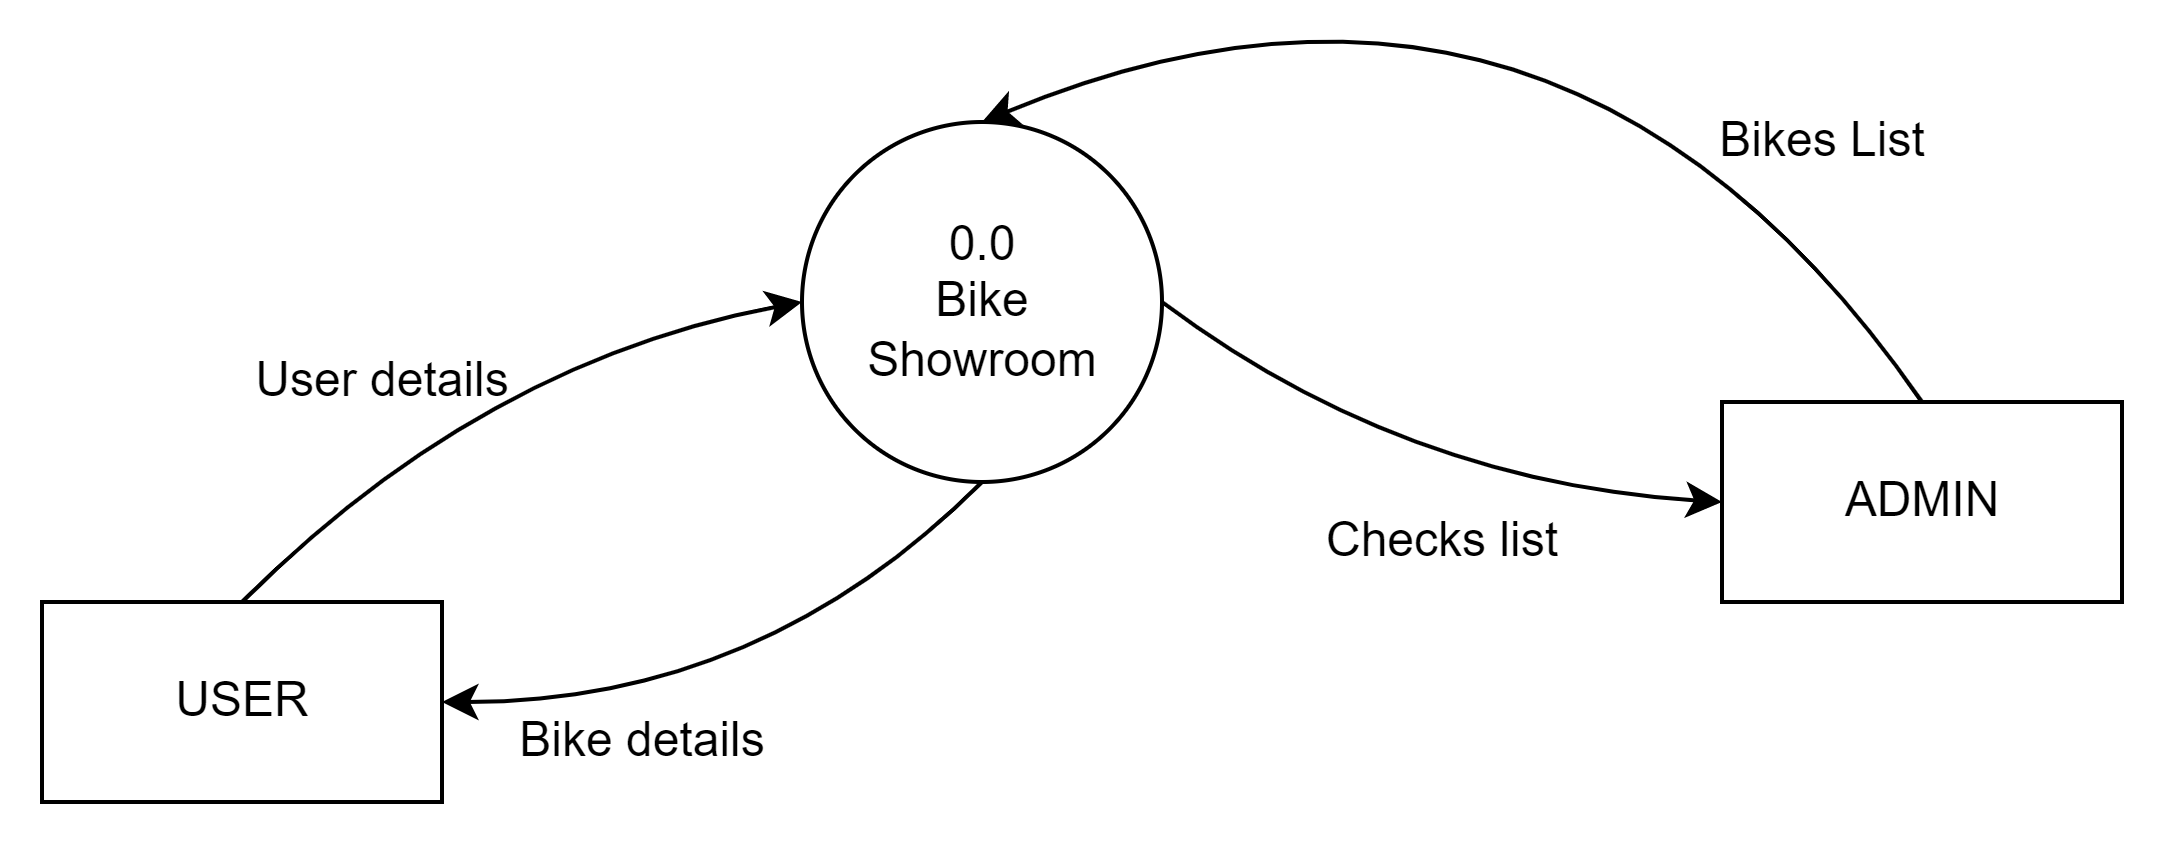 Bikes List
0.0
Bike
Showroom
User details
ADMIN
Checks list
USER
Bike details